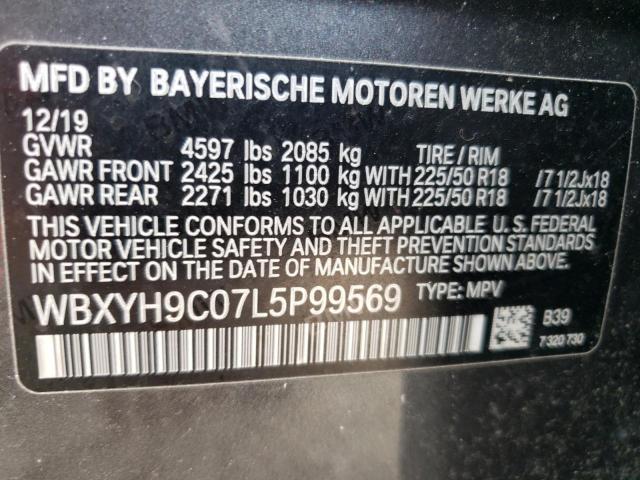 MFD BY BAYERISCHE MOTOREN WERKE AG
12/19
GVWR 4597 lbs 2085 kg TIRE / RIM
GAWR FRONT 2425 lbs 1100 kg WITH 225/50 R18 /7 1/2Jx18
GAWR REAR 2271 lbs 1030 kg WITH 225/50 R18 /7 1/2Jx18
THIS VEHICLE CONFORMS TO ALL APPLICABLE U. S. FEDERAL
MOTOR VEHICLE SAFETY AND THEFT PREVENTION STANDARDS
IN EFFECT ON THE DATE OF MANUFACTURE SHOWN ABOVE.
WBXYH9C07L5P99569 TYPE: MPV
B39
7 320 730